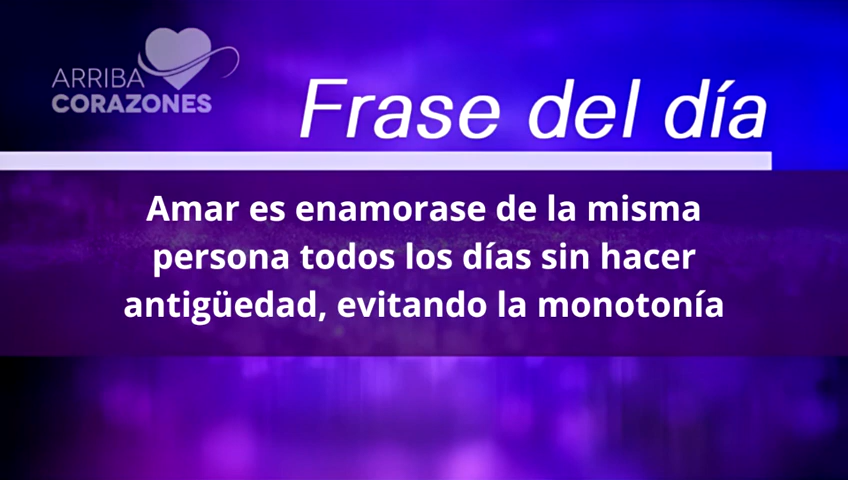 ARRIBA
CORAZONES
Frase del día
Amar es enamorase de la misma
persona todos los días sin hacer
antigüedad, evitando la monotonía